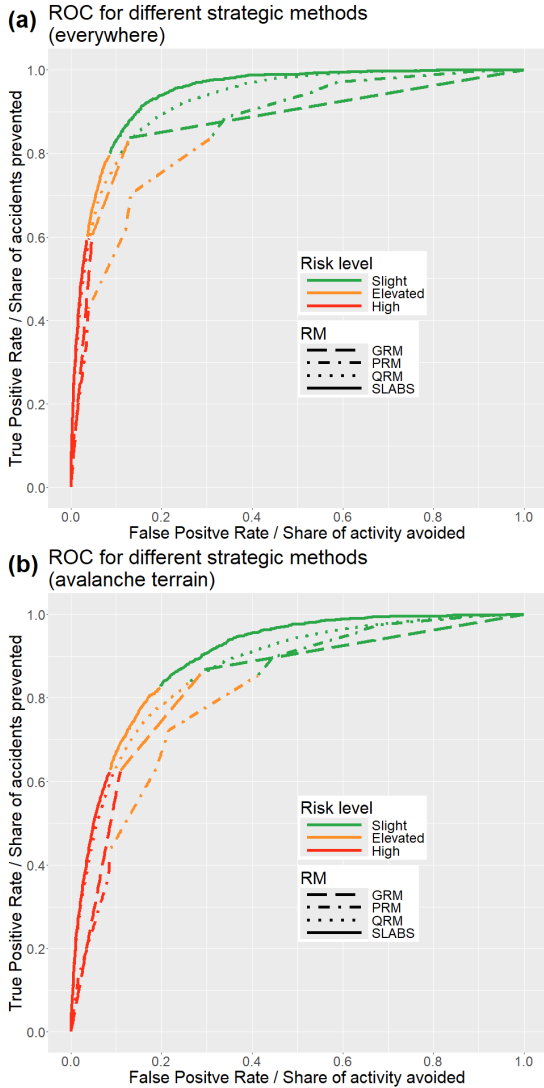 (a)
ROC for different strategic methods
(everywhere)
True Positive Rate / Share of accidents prevented
1.0
0.8
0.6
0.4
0.2
0.0
Risk level
Slight
Elevated
High
RM
GRM
PRM
QRM
SLABS
0.0 0.2 0.4 0.6 0.8 1.0
False Positve Rate / Share of activity avoided
(b)
ROC for different strategic methods
(avalanche terrain)
True Positive Rate / Share of accidents prevented
1.0
0.8
0.6
0.4
0.2
0.0
Risk level
Slight
Elevated
High
RM
GRM
PRM
QRM
SLABS
0.0 0.2 0.4 0.6 0.8 1.0
False Positve Rate / Share of activity avoided